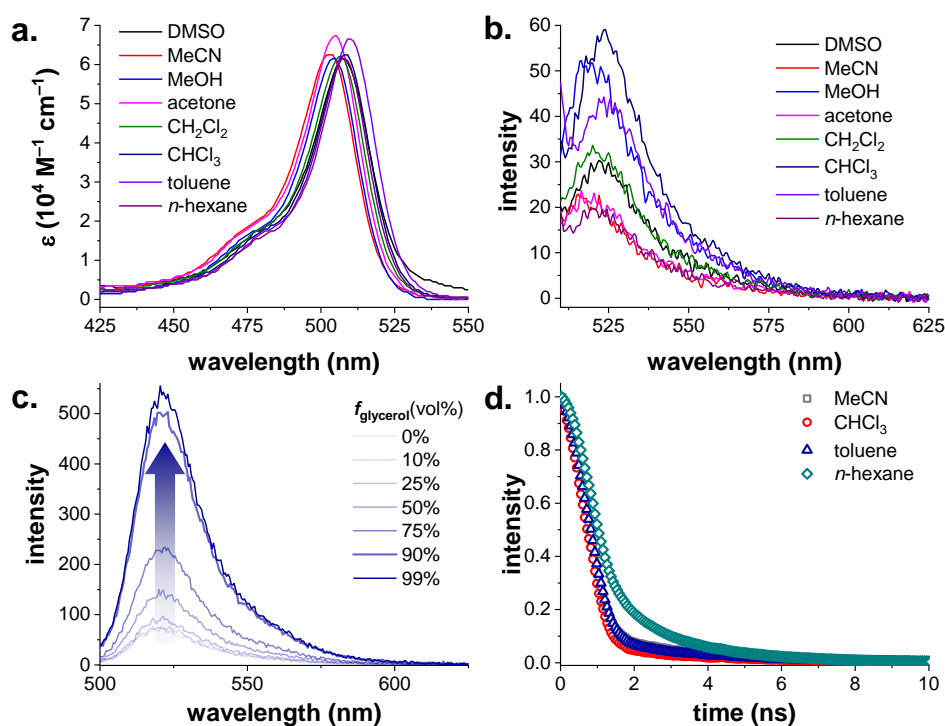 a.
ε (10⁴ M⁻¹ cm⁻¹)
7
6
5
4
3
2
1
0
DMSO
MeCN
MeOH
acetone
CH₂Cl₂
CHCl₃
toluene
n-hexane
425 450 475 500 525 550
wavelength (nm)
b.
intensity
60
50
40
30
20
10
0
DMSO
MeCN
MeOH
acetone
CH₂Cl₂
CHCl₃
toluene
n-hexane
525 550 575 600 625
wavelength (nm)
c.
intensity
500
400
300
200
100
0
f glycerol (vol%)
0%
10%
25%
50%
75%
90%
99%
500 550 600
wavelength (nm)
d.
intensity
1.0
0.8
0.6
0.4
0.2
0.0
MeCN
CHCl₃
toluene
n-hexane
0 2 4 6 8 10
time (ns)